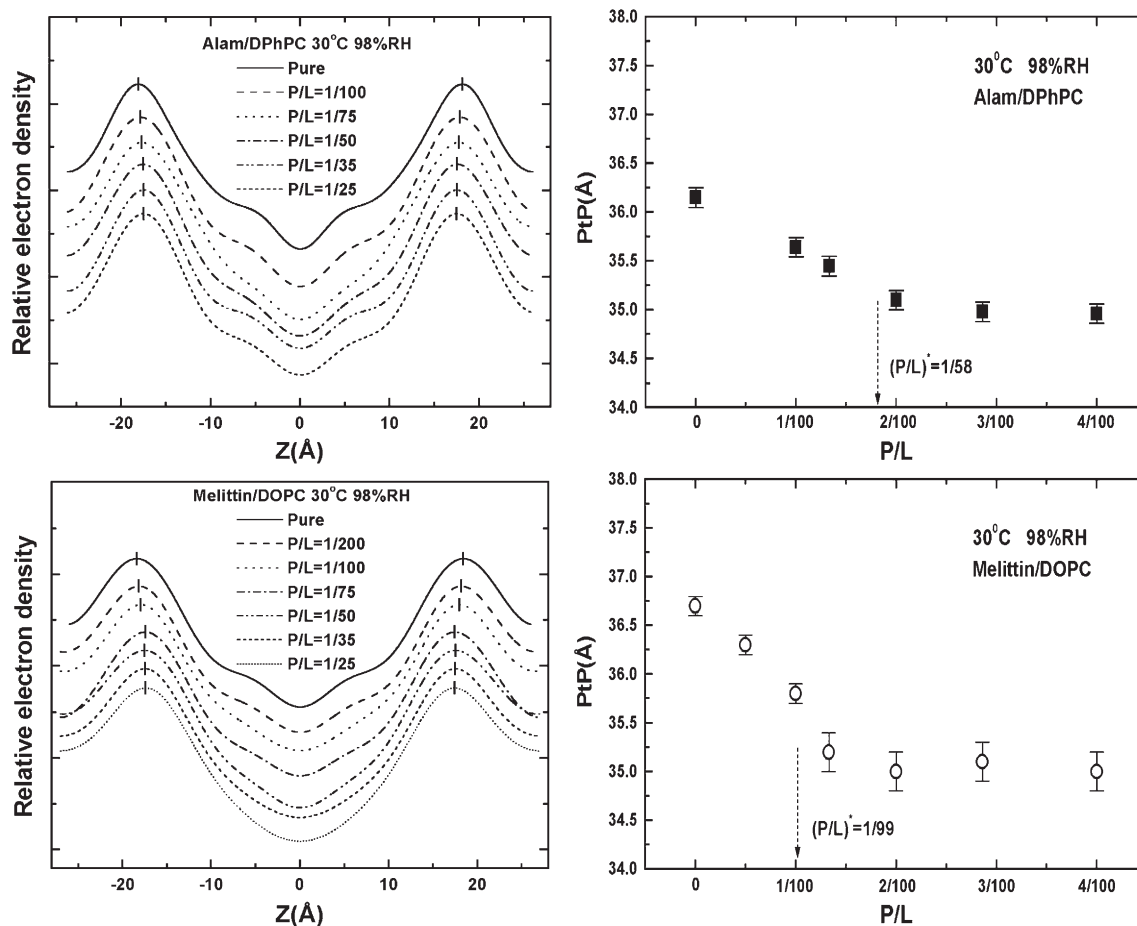 Alam/DPhPC 30°C 98%RH
Pure
P/L=1/100
P/L=1/75
P/L=1/50
P/L=1/35
P/L=1/25
Relative electron density
-20 -10 0 10 20
Z(Å)
38.0
37.5
37.0
36.5
36.0
35.5
35.0
34.5
34.0
PtP(Å)
30⁰C 98%RH
Alam/DPhPC
(P/L)*=1/58
0 1/100 2/100 3/100 4/100
P/L
Melittin/DOPC 30°C 98%RH
Pure
P/L=1/200
P/L=1/100
P/L=1/75
P/L=1/50
P/L=1/35
P/L=1/25
Relative electron density
-20 -10 0 10 20
Z(Å)
38.0
37.5
37.0
36.5
36.0
35.5
35.0
34.5
34.0
PtP(Å)
30⁰C 98%RH
Melittin/DOPC
(P/L)*=1/99
0 1/100 2/100 3/100 4/100
P/L